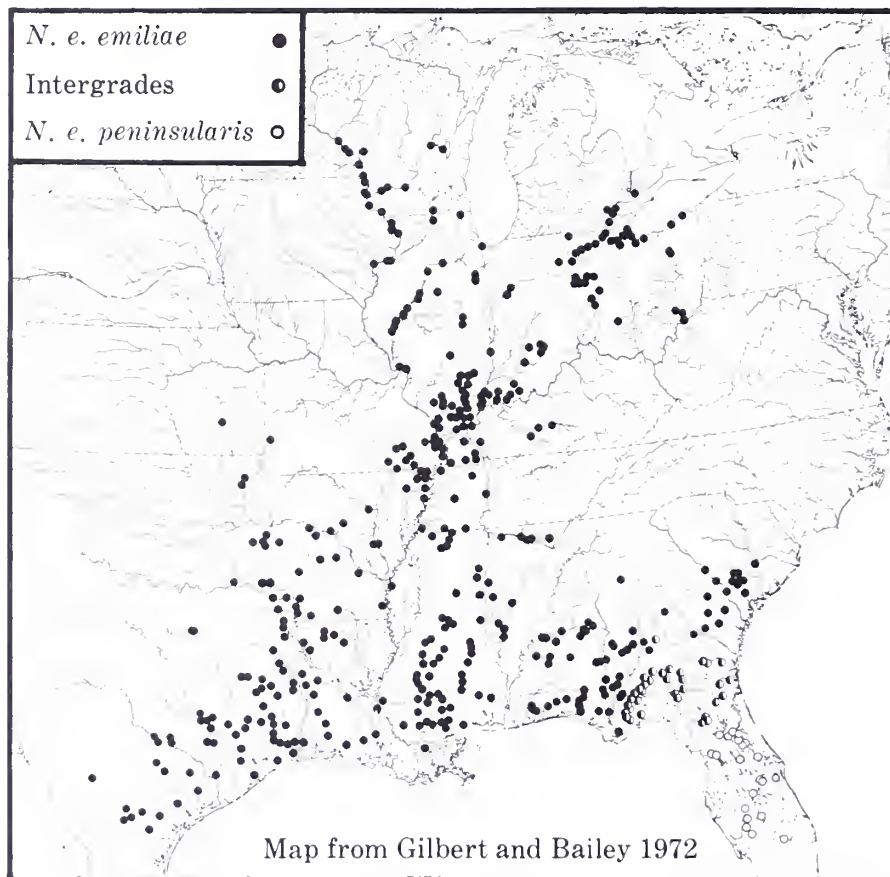 N. e. emiliae
Intergrades
N. e. peninsularis
Map from Gilbert and Bailey 1972